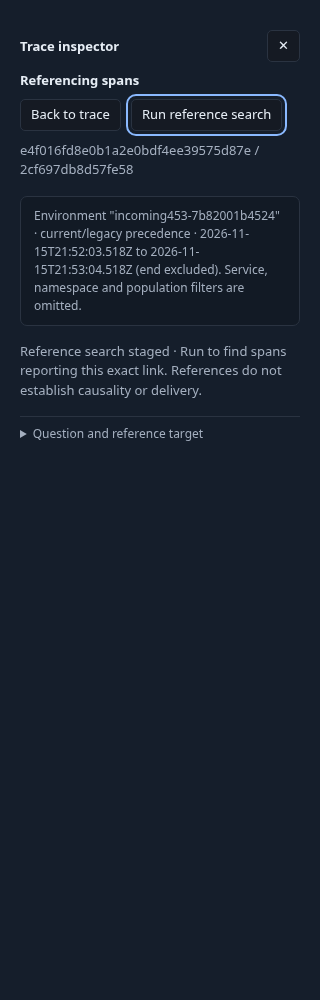 Trace inspector
✕
Referencing spans
Back to trace
Run reference search
e4f016fd8e0b1a2e0bdf4ee39575d87e /
2cf697db8d57fe58
Environment "incoming453-7b82001b4524"
· current/legacy precedence · 2026-11-
15T21:52:03.518Z to 2026-11-
15T21:53:04.518Z (end excluded). Service,
namespace and population filters are
omitted.
Reference search staged · Run to find spans
reporting this exact link. References do not
establish causality or delivery.
▶ Question and reference target